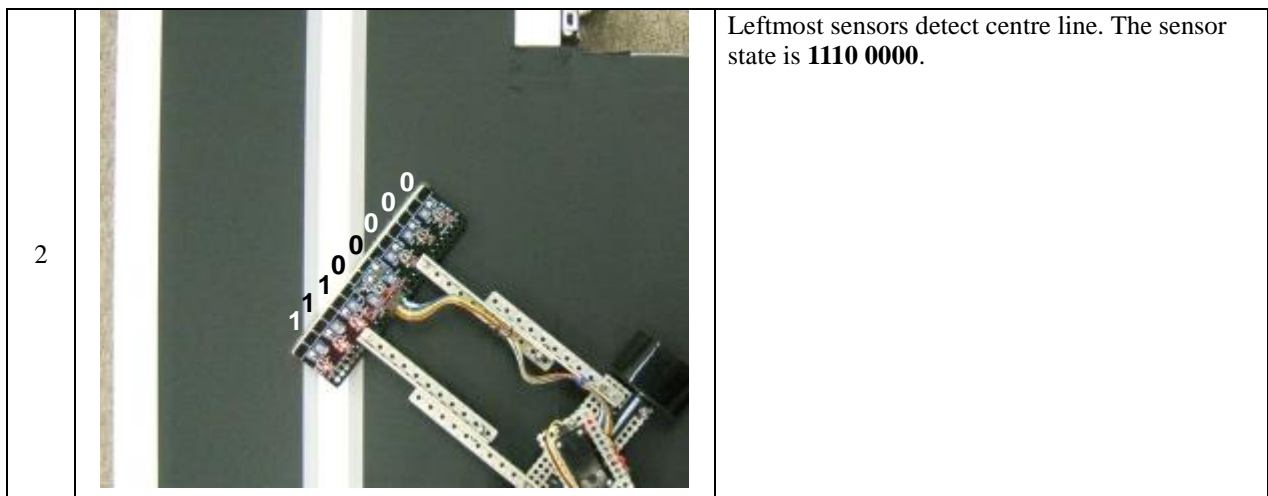 2
1 1 1 0 0 0 0 0
Leftmost sensors detect centre line. The sensor
state is 1110 0000.